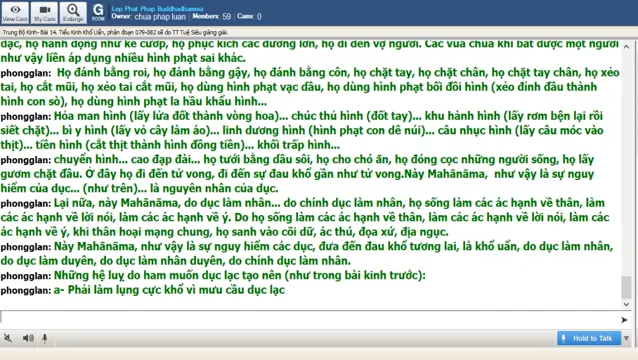 View Cam
My Cam
Enlarge
G
ROOM
Lop Phat Phap Buddhadhamma
Owner: chua phap luan | Members: 59 | Cams: 0
Trung Bộ Kinh- Bài 14. Tiểu Kinh Khổ Uẩn, phân đoạn 079-082 sẽ do TT Tuệ Siêu giảng giải.
đạc, họ hành động như kẻ cướp, họ phục kích các đường lớn, họ đi đến vợ người. Các vua chúa khi bắt được một người
như vậy liền áp dụng nhiều hình phạt sai khác.
phongglan: Họ đánh bằng roi, họ đánh bằng gậy, họ đánh bằng côn, họ chặt tay, họ chặt chân, họ chặt tay chân, họ xẻo
tai, họ cắt mũi, họ xẻo tai cắt mũi, họ dùng hình phạt vạc dầu, họ dùng hình phạt bối đồi hình (xẻo đỉnh đầu thành
hình con sò), họ dùng hình phạt la hầu khẩu hình...
phongglan: Hỏa man hình (lấy lửa đốt thành vòng hoa)... chúc thủ hình (đốt tay)... khu hành hình (lấy rơm bện lại rồi
siết chặt)... bì y hình (lấy vỏ cây làm áo)... linh dương hình (hình phạt con dê núi)... câu nhục hình (lấy câu móc vào
thịt)... tiền hình (cắt thịt thành hình đồng tiền)... khối trấp hình...
phongglan: chuyển hình... cao đạp đài... họ tưới bằng dầu sôi, họ cho chó ăn, họ đóng cọc những người sống, họ lấy
gươm chặt đầu. Ở đây họ đi đến tử vong, đi đến sự đau khổ gần như tử vong.Này Mahānāma, như vậy là sự nguy
hiểm của dục... (như trên)... là nguyên nhân của dục.
phongglan: Lại nữa, này Mahānāma, do dục làm nhân... do chính dục làm nhân, họ sống làm các ác hạnh về thân, làm
các ác hạnh về lời nói, làm các ác hạnh về ý. Do họ sống làm các ác hạnh về thân, làm các ác hạnh về lời nói, làm các
ác hạnh về ý, khi thân hoại mạng chung, họ sanh vào cõi dữ, ác thú, đọa xứ, địa ngục.
phongglan: Này Mahānāma, như vậy là sự nguy hiểm các dục, đưa đến đau khổ tương lai, là khổ uẩn, do dục làm nhân,
do dục làm duyên, do dục làm nhân duyên, do chính dục làm nhân.
phongglan: Những hệ luỵ do ham muốn dục lạc tạo nên (như trong bài kinh trước):
phongglan: a- Phải làm lụng cực khổ vì mưu cầu dục lạc
Hold to Talk